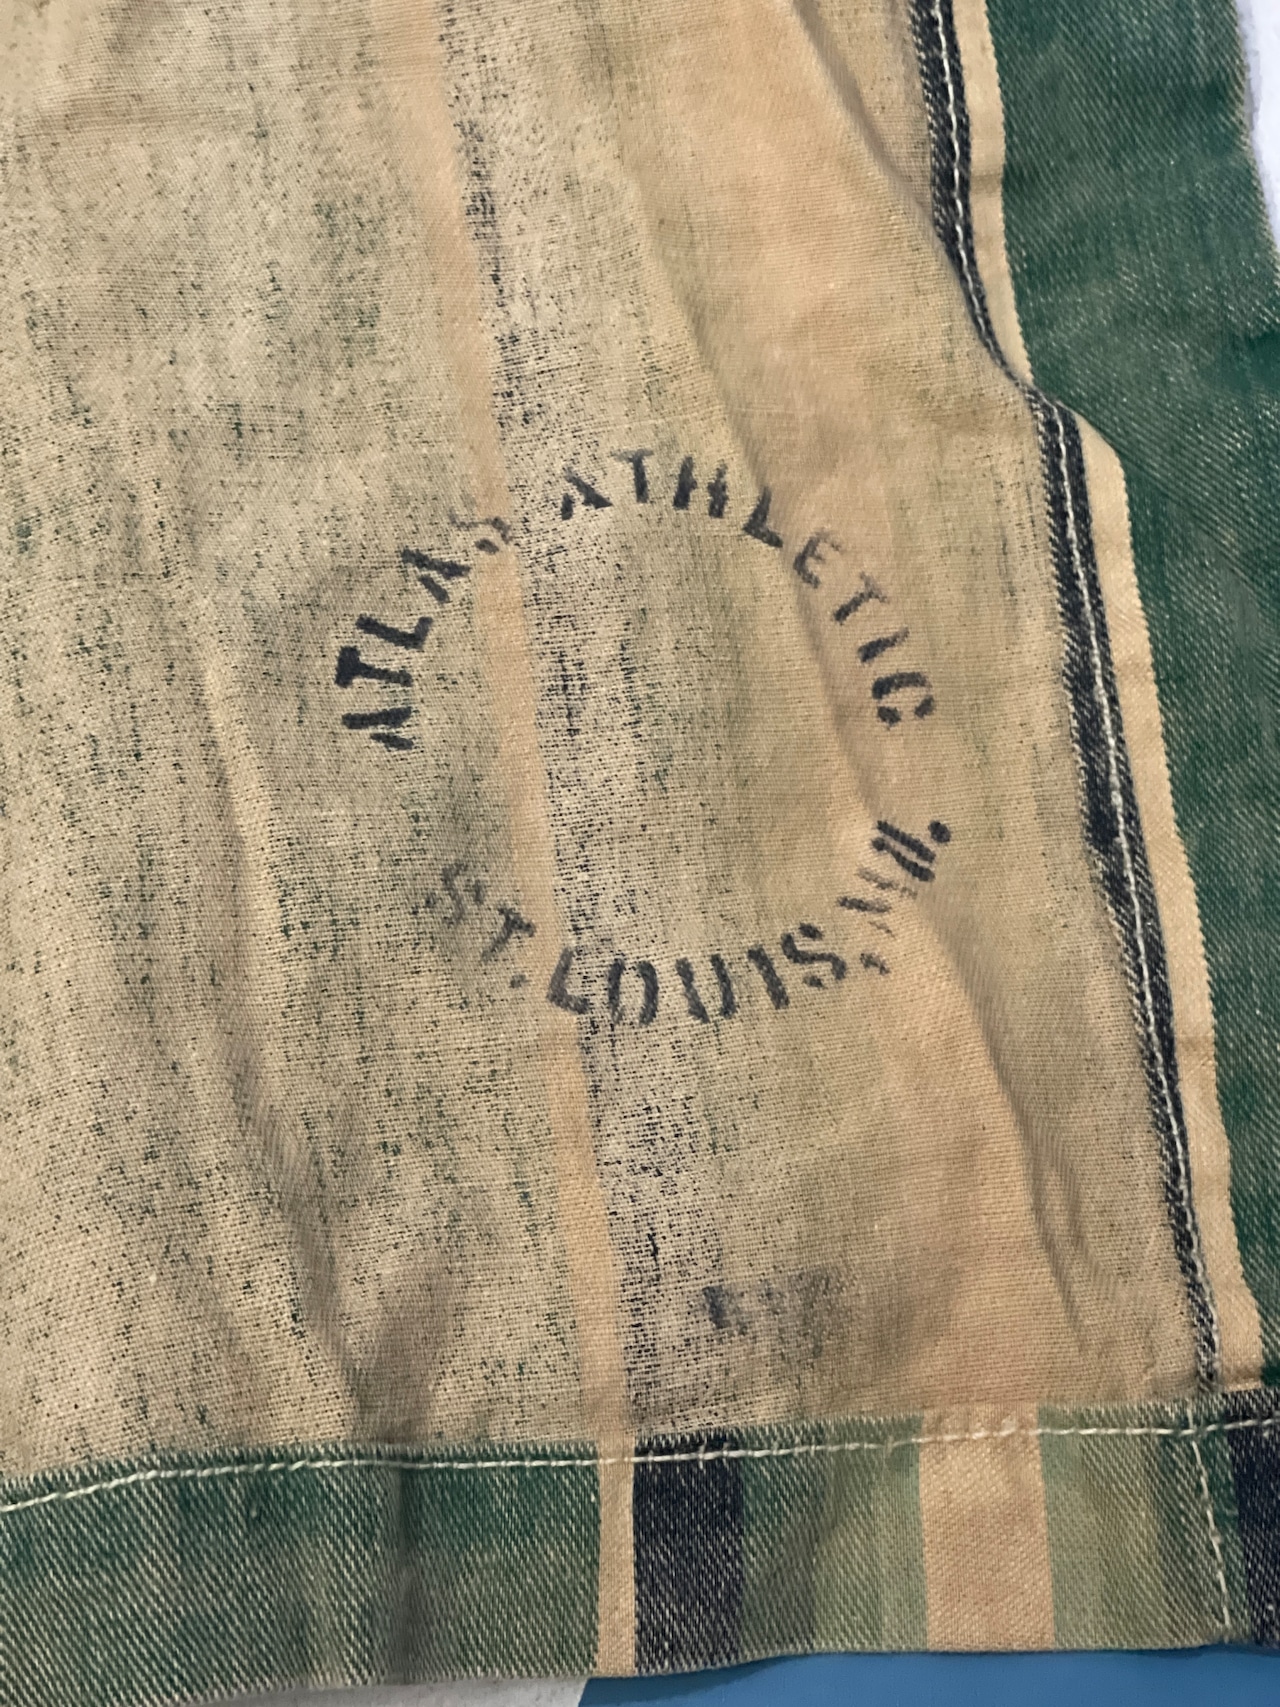 ATLAS ATHLETIC
ST. LOUIS, MO.